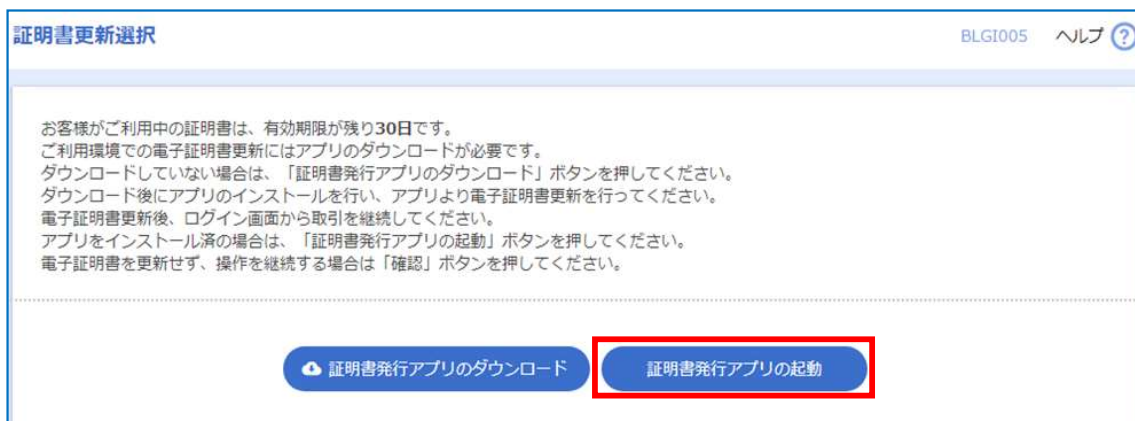 証明書更新選択
BLGI005 ヘルプ ?
お客様がご利用中の証明書は、有効期限が残り30日です。
ご利用環境での電子証明書更新にはアプリのダウンロードが必要です。
ダウンロードしていない場合は、「証明書発行アプリのダウンロード」ボタンを押してください。
ダウンロード後にアプリのインストールを行い、アプリより電子証明書更新を行ってください。
電子証明書更新後、ログイン画面から取引を継続してください。
アプリをインストール済の場合は、「証明書発行アプリの起動」ボタンを押してください。
電子証明書を更新せず、操作を継続する場合は「確認」ボタンを押してください。
証明書発行アプリのダウンロード
証明書発行アプリの起動